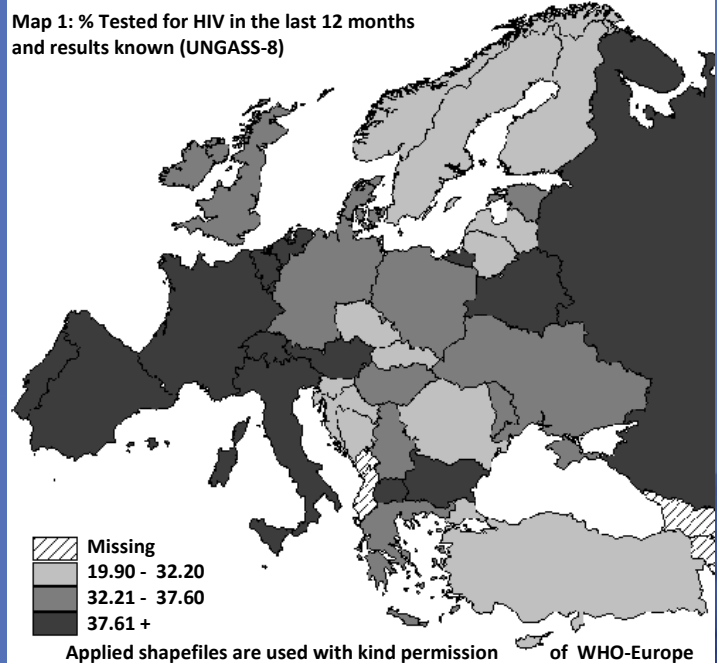 Map 1: % Tested for HIV in the last 12 months
and results known (UNGASS-8)
Missing
19.90 - 32.20
32.21 - 37.60
37.61 +
Applied shapefiles are used with kind permission of WHO-Europe